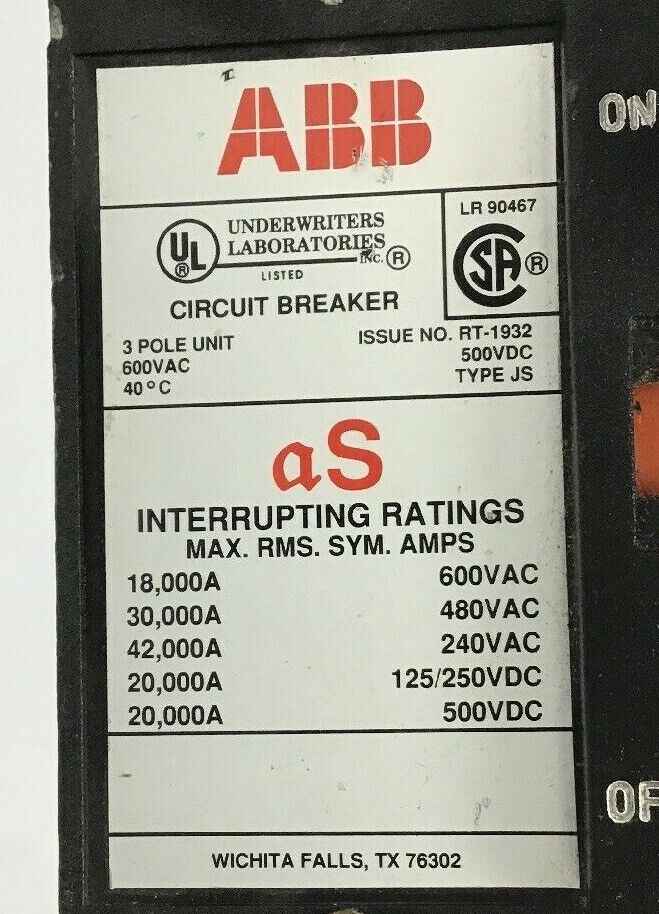 ABB
ON
UL ®
UNDERWRITERS
LABORATORIES
INC. ®
LISTED
LR 90467
SA ®
CIRCUIT BREAKER
3 POLE UNIT
600VAC
40°C
ISSUE NO. RT-1932
500VDC
TYPE JS
aS
INTERRUPTING RATINGS
MAX. RMS. SYM. AMPS
18,000A 600VAC
30,000A 480VAC
42,000A 240VAC
20,000A 125/250VDC
20,000A 500VDC
OF
WICHITA FALLS, TX 76302